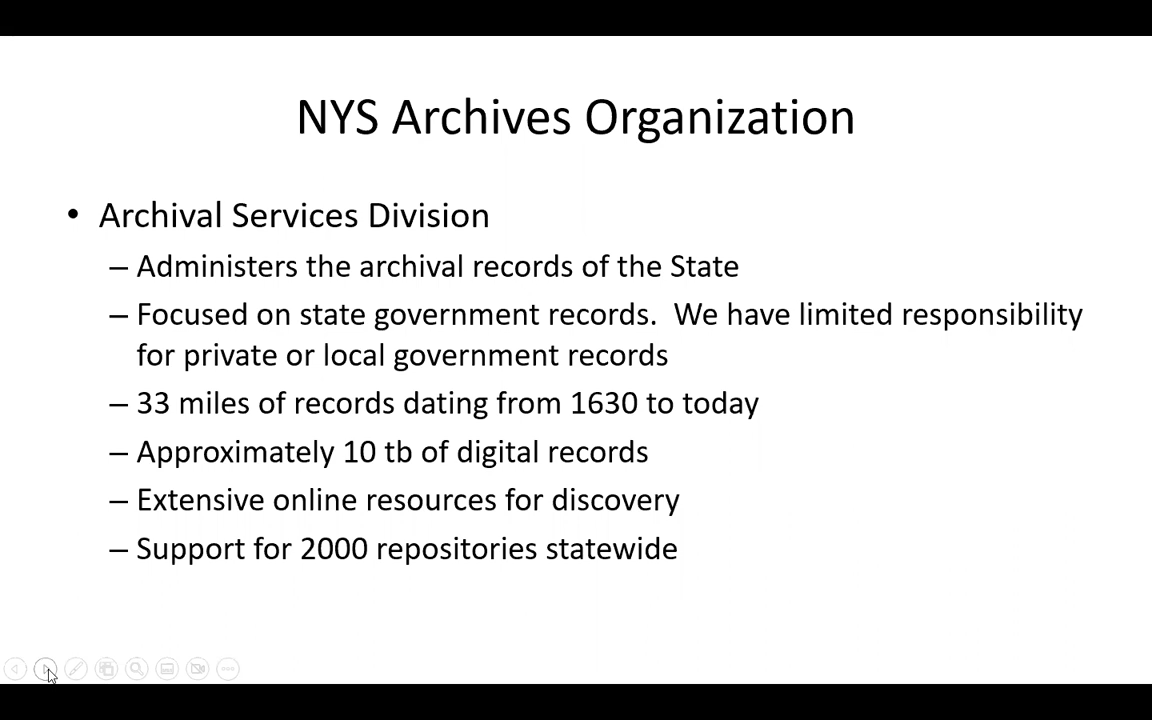 NYS Archives Organization
• Archival Services Division
– Administers the archival records of the State
– Focused on state government records.  We have limited responsibility
for private or local government records
– 33 miles of records dating from 1630 to today
– Approximately 10 tb of digital records
– Extensive online resources for discovery
– Support for 2000 repositories statewide